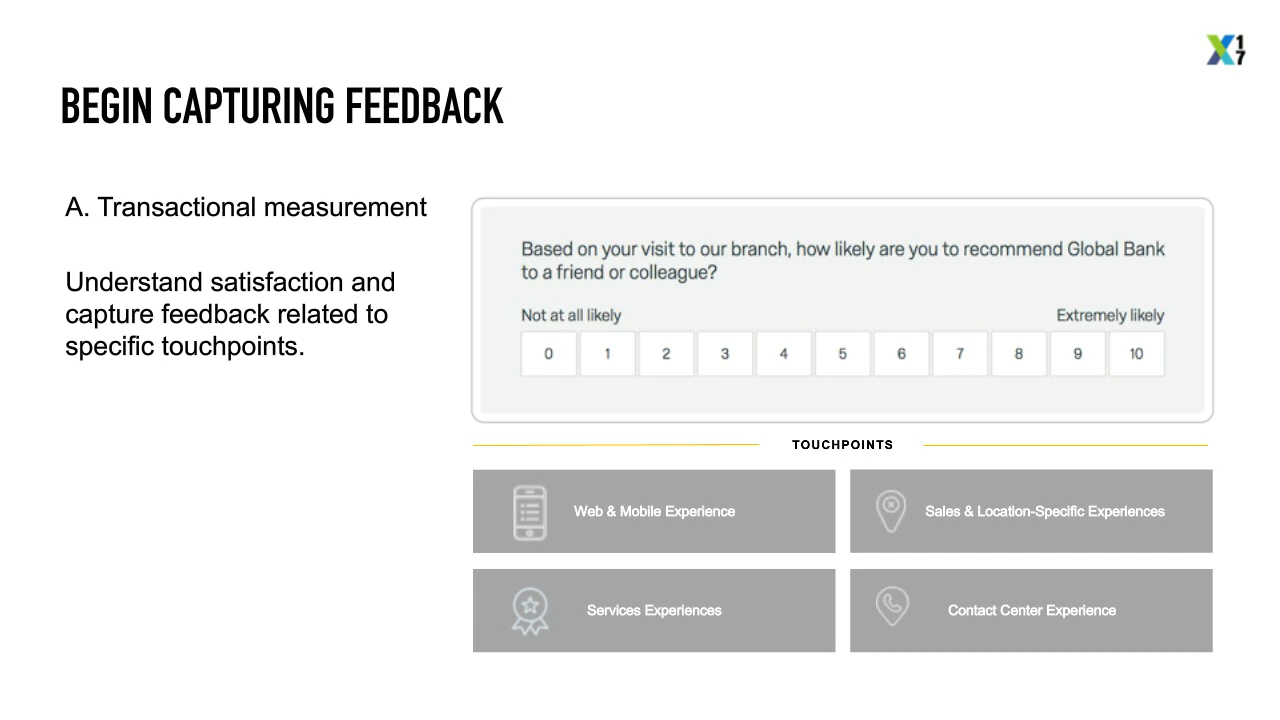 X17
BEGIN CAPTURING FEEDBACK
A. Transactional measurement
Understand satisfaction and
capture feedback related to
specific touchpoints.
Based on your visit to our branch, how likely are you to recommend Global Bank
to a friend or colleague?
Not at all likely Extremely likely
0 1 2 3 4 5 6 7 8 9 10
TOUCHPOINTS
Web & Mobile Experience Sales & Location-Specific Experiences
Services Experiences Contact Center Experience